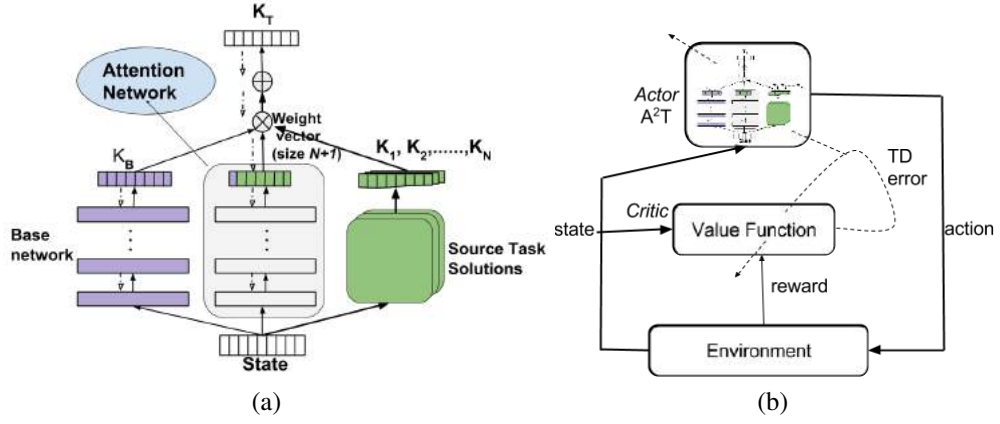 K_T
Attention
Network
Weight
vector
(size N+1)
K_B
K_1, K_2,......,K_N
Base
network
Source Task
Solutions
State
(a)
Actor
A²T
TD
error
Critic
state
Value Function
action
reward
Environment
(b)